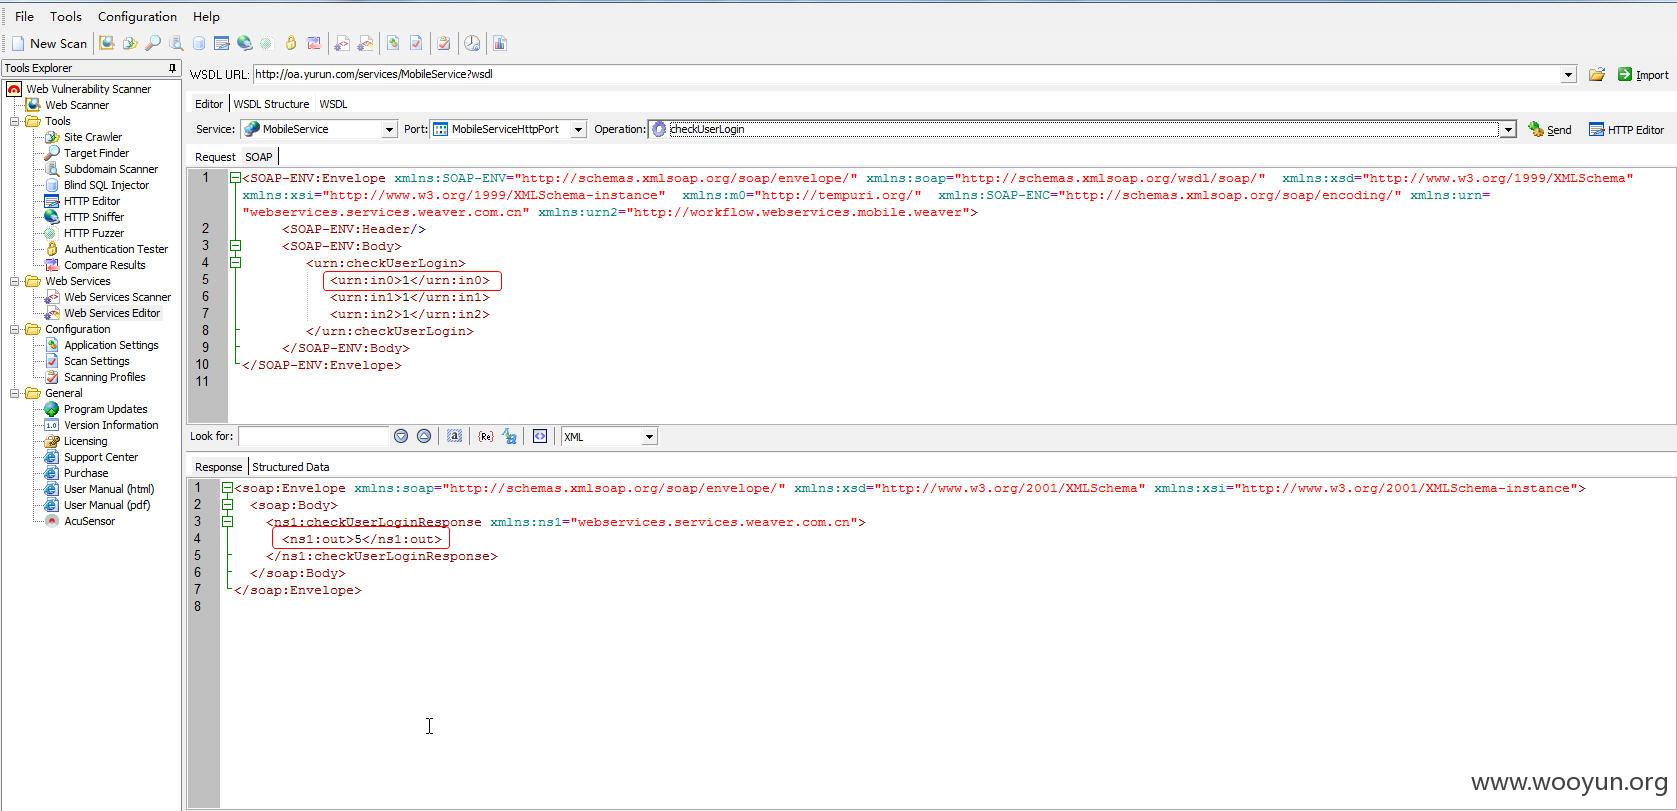 File Tools Configuration Help
New Scan
Tools Explorer
Web Vulnerability Scanner
Web Scanner
Tools
Site Crawler
Target Finder
Subdomain Scanner
Blind SQL Injector
HTTP Editor
HTTP Sniffer
HTTP Fuzzer
Authentication Tester
Compare Results
Web Services
Web Services Scanner
Web Services Editor
Configuration
Application Settings
Scan Settings
Scanning Profiles
General
Program Updates
1.0 Version Information
Licensing
Support Center
Purchase
User Manual (html)
User Manual (pdf)
AcuSensor
WSDL URL: http://oa.yurun.com/services/MobileService?wsdl Import
Editor WSDL Structure WSDL
Service: MobileService Port: MobileServiceHttpPort Operation: checkUserLogin Send HTTP Editor
Request SOAP
1 <SOAP-ENV:Envelope xmlns:SOAP-ENV="http://schemas.xmlsoap.org/soap/envelope/" xmlns:soap="http://schemas.xmlsoap.org/wsdl/soap/" xmlns:xsd="http://www.w3.org/1999/XMLSchema"
xmlns:xsi="http://www.w3.org/1999/XMLSchema-instance" xmlns:m0="http://tempuri.org/" xmlns:SOAP-ENC="http://schemas.xmlsoap.org/soap/encoding/" xmlns:urn=
"webservices.services.weaver.com.cn" xmlns:urn2="http://workflow.webservices.mobile.weaver">
2 <SOAP-ENV:Header/>
3 <SOAP-ENV:Body>
4 <urn:checkUserLogin>
5 <urn:in0>1</urn:in0>
6 <urn:in1>1</urn:in1>
7 <urn:in2>1</urn:in2>
8 </urn:checkUserLogin>
9 </SOAP-ENV:Body>
10 </SOAP-ENV:Envelope>
11
Look for: {Re} XML
Response Structured Data
1 <soap:Envelope xmlns:soap="http://schemas.xmlsoap.org/soap/envelope/" xmlns:xsd="http://www.w3.org/2001/XMLSchema" xmlns:xsi="http://www.w3.org/2001/XMLSchema-instance">
2 <soap:Body>
3 <ns1:checkUserLoginResponse xmlns:ns1="webservices.services.weaver.com.cn">
4 <ns1:out>5</ns1:out>
5 </ns1:checkUserLoginResponse>
6 </soap:Body>
7 </soap:Envelope>
8
www.wooyun.org